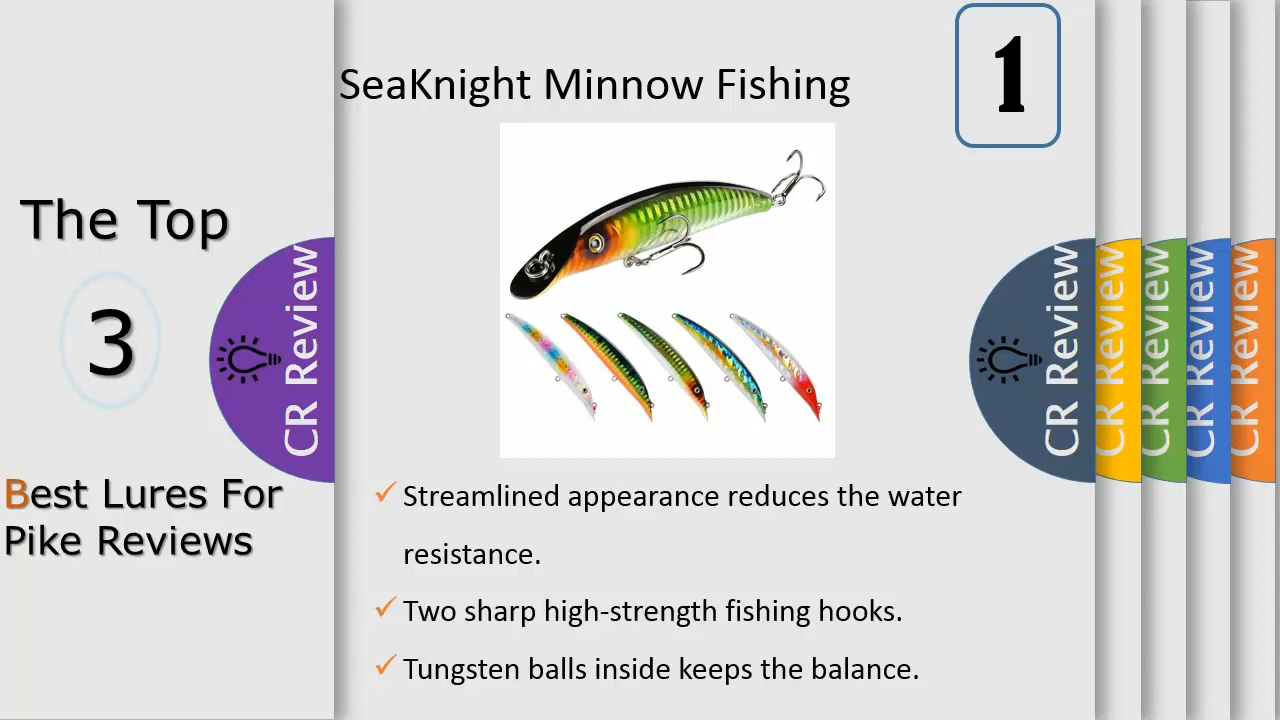 SeaKnight Minnow Fishing
1
The Top
3
Best Lures For
Pike Reviews
CR Review
Streamlined appearance reduces the water
resistance.
Two sharp high-strength fishing hooks.
Tungsten balls inside keeps the balance.
CR Review
CR Review
CR Review
CR Review
CR Review